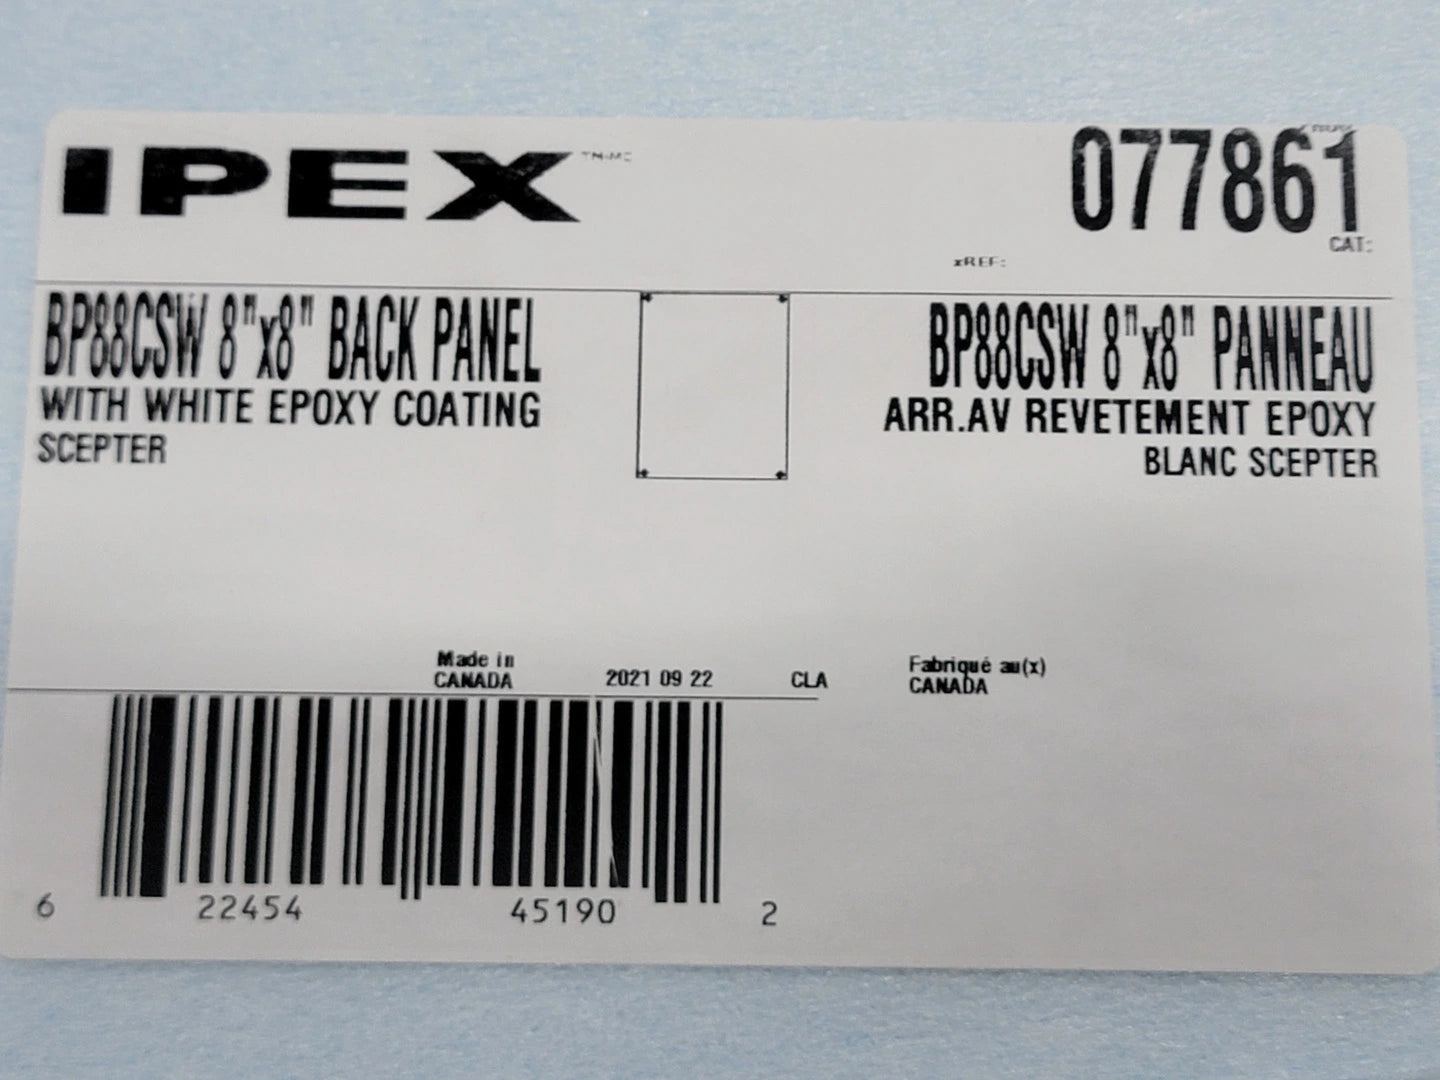 IPEX TM-MC
077861
CAT:
xREF:
BP88CSW 8"x8" BACK PANEL
WITH WHITE EPOXY COATING
SCEPTER
BP88CSW 8"x8" PANNEAU
ARR.AV REVETEMENT EPOXY
BLANC SCEPTER
Made in
CANADA
2021 09 22
CLA
Fabriqué au(x)
CANADA
6 22454 45190 2